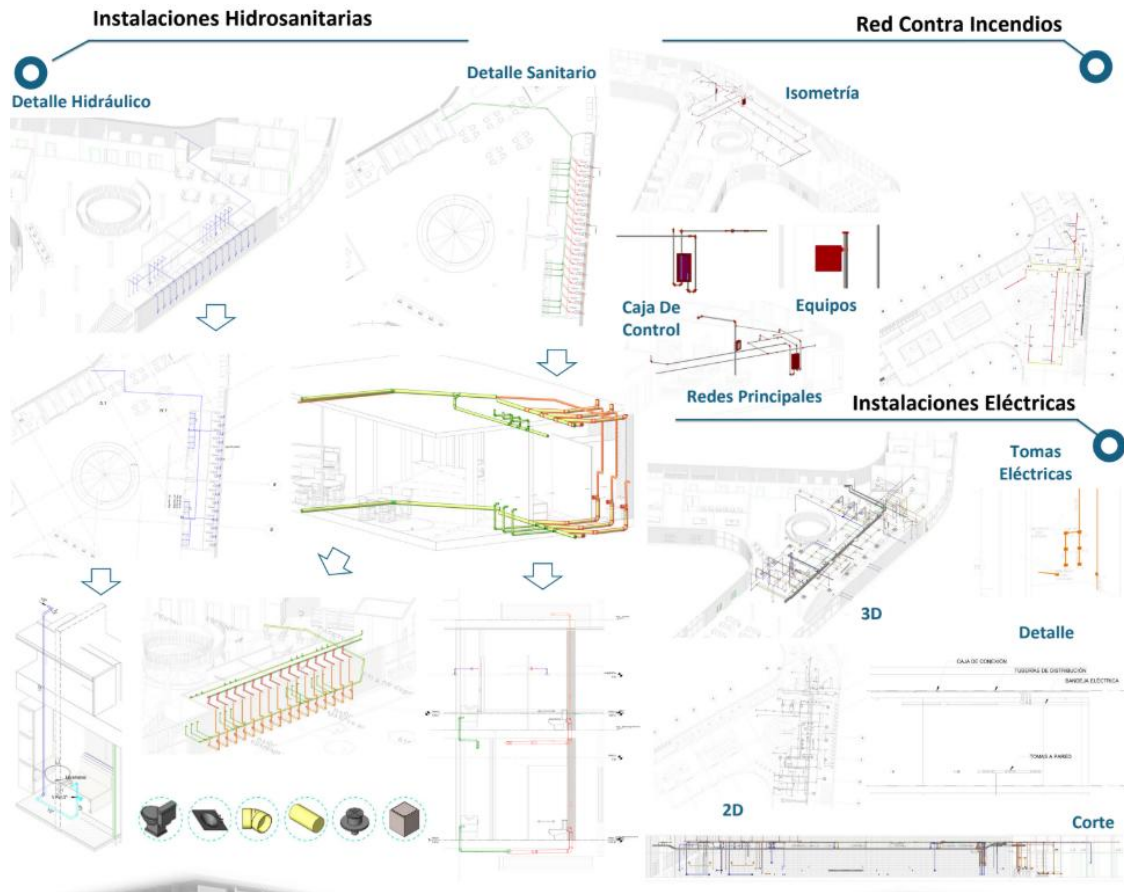 Instalaciones Hidrosanitarias
Detalle Hidráulico
Detalle Sanitario
Red Contra Incendios
Isometría
Caja De
Control
Equipos
Redes Principales
Instalaciones Eléctricas
Tomas
Eléctricas
3D
Detalle
CAJA DE CONEXIÓN
TUBERIAS DE DISTRIBUCIÓN
BANDEJA ELÉCTRICA
TOMAS A PARED
2D
Corte